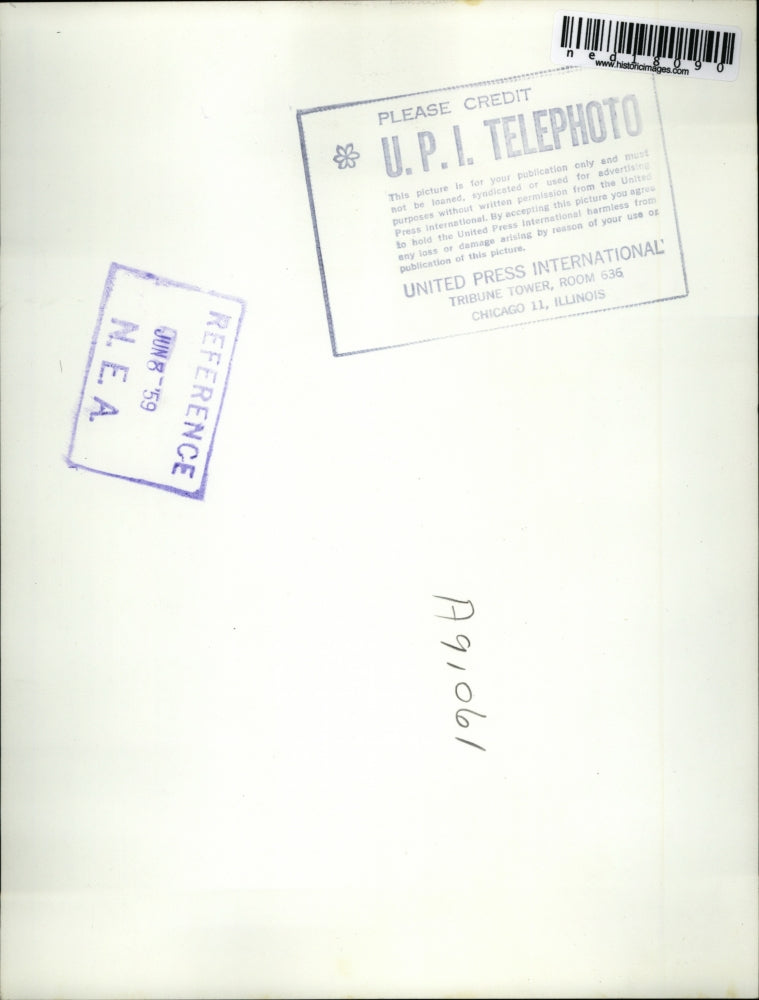 ned18090
www.historicimages.com
PLEASE CREDIT
U. P. I. TELEPHOTO
This picture is for your publication only and must
not be loaned, syndicated or used for advertising
purposes without written permission from the United
Press International. By accepting this picture you agree
to hold the United Press International harmless from
any loss or damage arising by reason of your use or
publication of this picture.
UNITED PRESS INTERNATIONAL
TRIBUNE TOWER, ROOM 636
CHICAGO 11, ILLINOIS
REFERENCE
JUN 8 - '59
N. E. A.
A91061